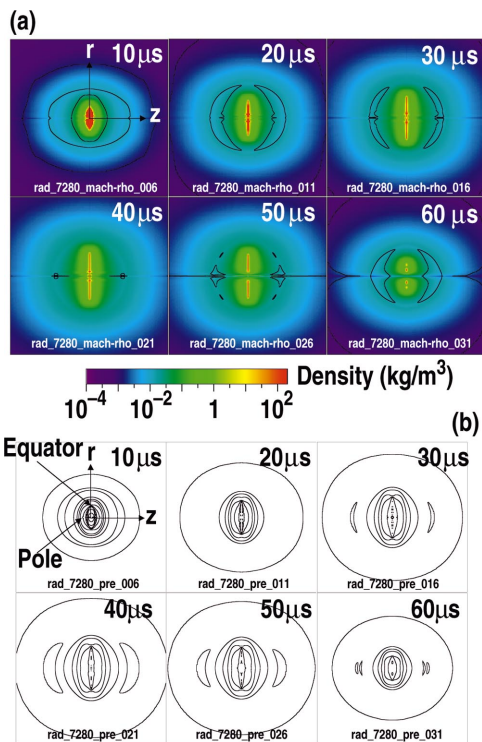 (a)
r
10 μs
z
rad_7280_mach-rho_006
20 μs
rad_7280_mach-rho_011
30 μs
rad_7280_mach-rho_016
40 μs
rad_7280_mach-rho_021
50 μs
rad_7280_mach-rho_026
60 μs
rad_7280_mach-rho_031
10⁻⁴ 10⁻² 1 10² Density (kg/m³)
(b)
Equator
r
10μs
z
Pole
rad_7280_pre_006
20μs
rad_7280_pre_011
30μs
rad_7280_pre_016
40μs
rad_7280_pre_021
50μs
rad_7280_pre_026
60μs
rad_7280_pre_031